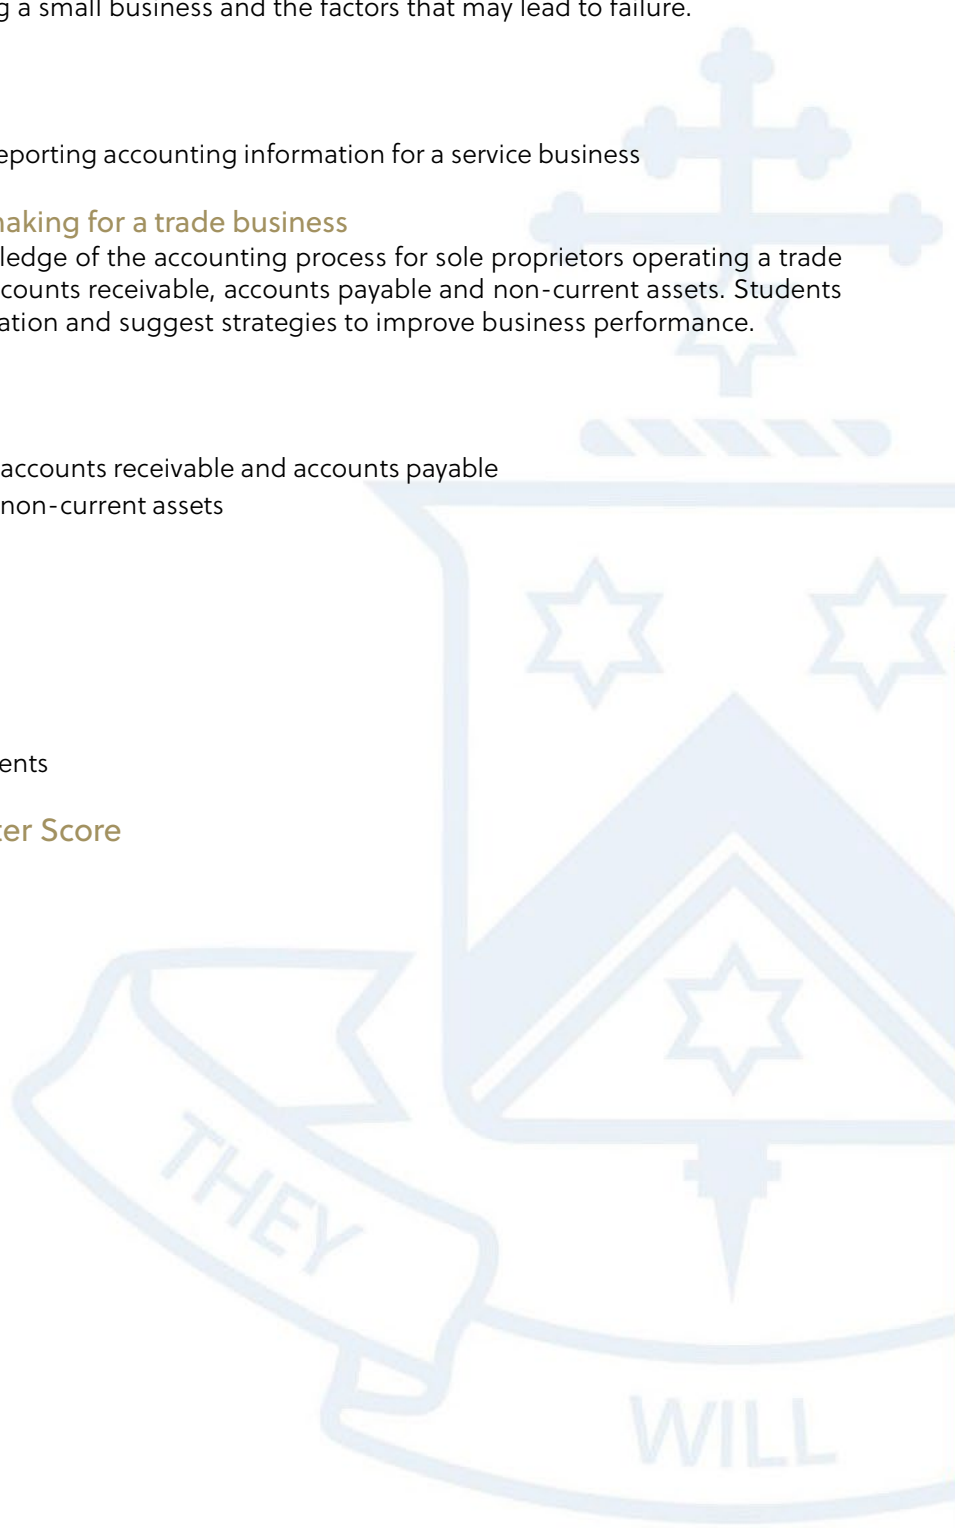 g a small business and the factors that may lead to failure.
eporting accounting information for a service business
naking for a trade business
ledge of the accounting process for sole proprietors operating a trade
counts receivable, accounts payable and non-current assets. Students
ation and suggest strategies to improve business performance.
accounts receivable and accounts payable
non-current assets
ents
ter Score
THEY
WILL